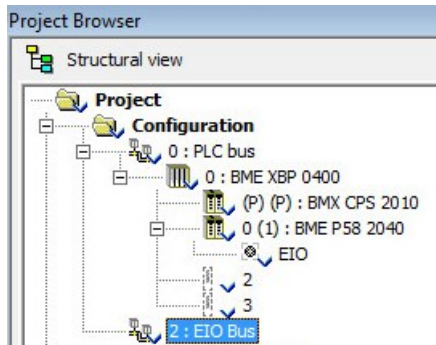 Project Browser
Structural view
Project
Configuration
0 : PLC bus
0 : BME XBP 0400
(P) (P) : BMX CPS 2010
0 (1) : BME P58 2040
EIO
2
3
2 : EIO Bus